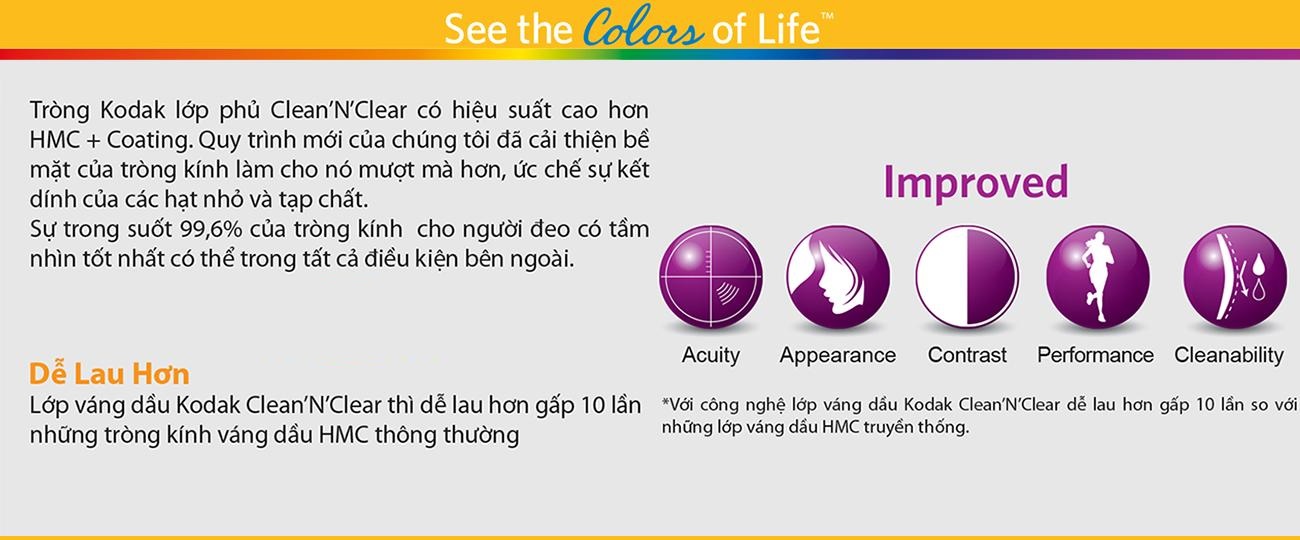 See the Colors of Life™
Tròng Kodak lớp phủ Clean’N’Clear có hiệu suất cao hơn
HMC + Coating. Quy trình mới của chúng tôi đã cải thiện bề
mặt của tròng kính làm cho nó mượt mà hơn, ức chế sự kết
dính của các hạt nhỏ và tạp chất.
Sự trong suốt 99,6% của tròng kính cho người đeo có tầm
nhìn tốt nhất có thể trong tất cả điều kiện bên ngoài.
Dễ Lau Hơn
Lớp váng dầu Kodak Clean’N’Clear thì dễ lau hơn gấp 10 lần
những tròng kính váng dầu HMC thông thường
Improved
Acuity Appearance Contrast Performance Cleanability
*Với công nghệ lớp váng dầu Kodak Clean’N’Clear dễ lau hơn gấp 10 lần so với
những lớp váng dầu HMC truyền thống.